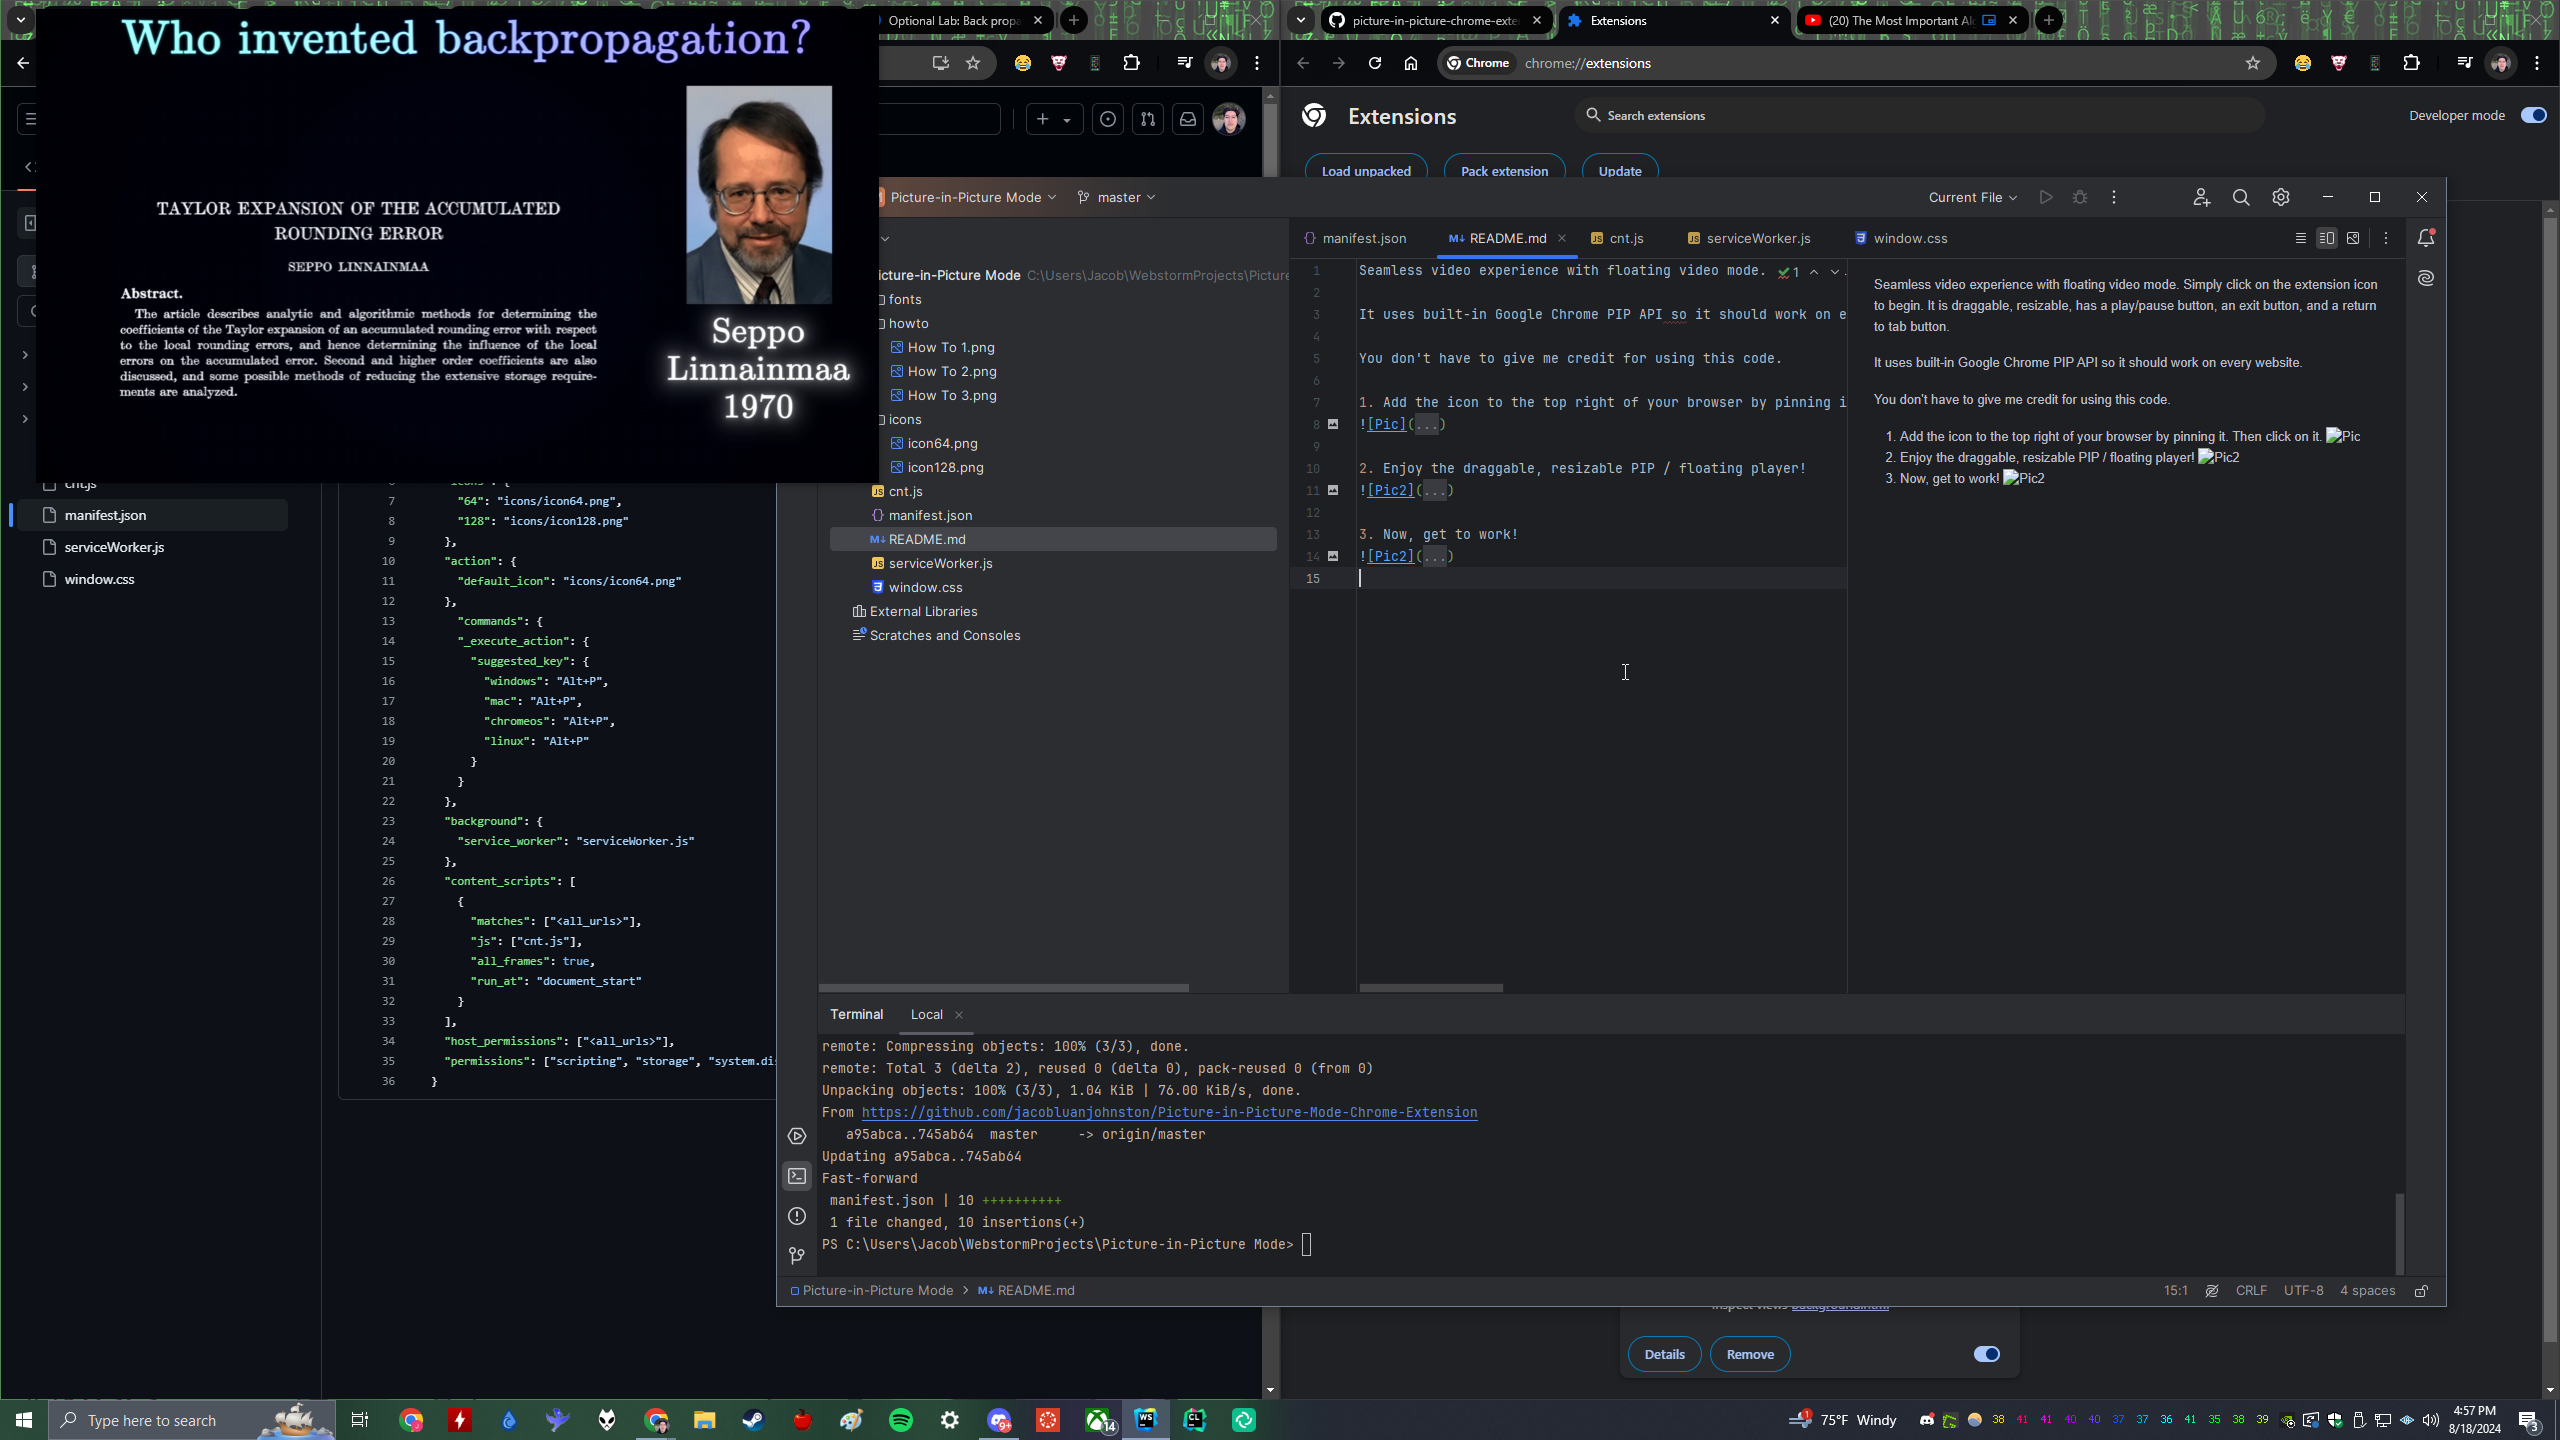 Who invented backpropagation?
TAYLOR EXPANSION OF THE ACCUMULATED
ROUNDING ERROR
SEPPO LINNAINMAA
Abstract.
The article describes analytic and algorithmic methods for determining the
coefficients of the Taylor expansion of an accumulated rounding error with respect
to the local rounding errors, and hence determining the influence of the local
errors on the accumulated error. Second and higher order coefficients are also
discussed, and some possible methods of reducing the extensive storage require-
ments are analyzed.
Seppo
Linnainmaa
1970
Optional Lab: Back propa
picture-in-picture-chrome-exte
Extensions
(20) The Most Important Al
Chrome
chrome://extensions
Extensions
Search extensions
Developer mode
Load unpacked
Pack extension
Update
cnt.js
manifest.json
serviceWorker.js
window.css
6 "icons": {
7 "64": "icons/icon64.png",
8 "128": "icons/icon128.png"
9 },
10 "action": {
11 "default_icon": "icons/icon64.png"
12 },
13 "commands": {
14 "_execute_action": {
15 "suggested_key": {
16 "windows": "Alt+P",
17 "mac": "Alt+P",
18 "chromeos": "Alt+P",
19 "linux": "Alt+P"
20 }
21 }
22 },
23 "background": {
24 "service_worker": "serviceWorker.js"
25 },
26 "content_scripts": [
27 {
28 "matches": ["<all_urls>"],
29 "js": ["cnt.js"],
30 "all_frames": true,
31 "run_at": "document_start"
32 }
33 ],
34 "host_permissions": ["<all_urls>"],
35 "permissions": ["scripting", "storage", "system.di
36 }
Picture-in-Picture Mode
master
Current File
icture-in-Picture Mode C:\Users\Jacob\WebstormProjects\Picture
fonts
howto
How To 1.png
How To 2.png
How To 3.png
icons
icon64.png
icon128.png
cnt.js
manifest.json
README.md
serviceWorker.js
window.css
External Libraries
Scratches and Consoles
manifest.json
README.md
cnt.js
serviceWorker.js
window.css
1 Seamless video experience with floating video mode.
1
2
3 It uses built-in Google Chrome PIP API so it should work on e
4
5 You don't have to give me credit for using this code.
6
7 1. Add the icon to the top right of your browser by pinning i
8 ![Pic](...)
9
10 2. Enjoy the draggable, resizable PIP / floating player!
11 ![Pic2](...)
12
13 3. Now, get to work!
14 ![Pic2](...)
15
Seamless video experience with floating video mode. Simply click on the extension icon
to begin. It is draggable, resizable, has a play/pause button, an exit button, and a return
to tab button.
It uses built-in Google Chrome PIP API so it should work on every website.
You don't have to give me credit for using this code.
1. Add the icon to the top right of your browser by pinning it. Then click on it. Pic
2. Enjoy the draggable, resizable PIP / floating player! Pic2
3. Now, get to work! Pic2
Terminal
Local
remote: Compressing objects: 100% (3/3), done.
remote: Total 3 (delta 2), reused 0 (delta 0), pack-reused 0 (from 0)
Unpacking objects: 100% (3/3), 1.04 KiB | 76.00 KiB/s, done.
From https://github.com/jacobluanjohnston/Picture-in-Picture-Mode-Chrome-Extension
a95abca..745ab64 master -> origin/master
Updating a95abca..745ab64
Fast-forward
manifest.json | 10 ++++++++++
1 file changed, 10 insertions(+)
PS C:\Users\Jacob\WebstormProjects\Picture-in-Picture Mode>
Picture-in-Picture Mode > README.md
15:1
CRLF
UTF-8
4 spaces
Details
Remove
Type here to search
9+
14
WS
CL
75°F Windy
38 41 41 40 40 37 37 36 41 35 38 39
4:57 PM
8/18/2024
3